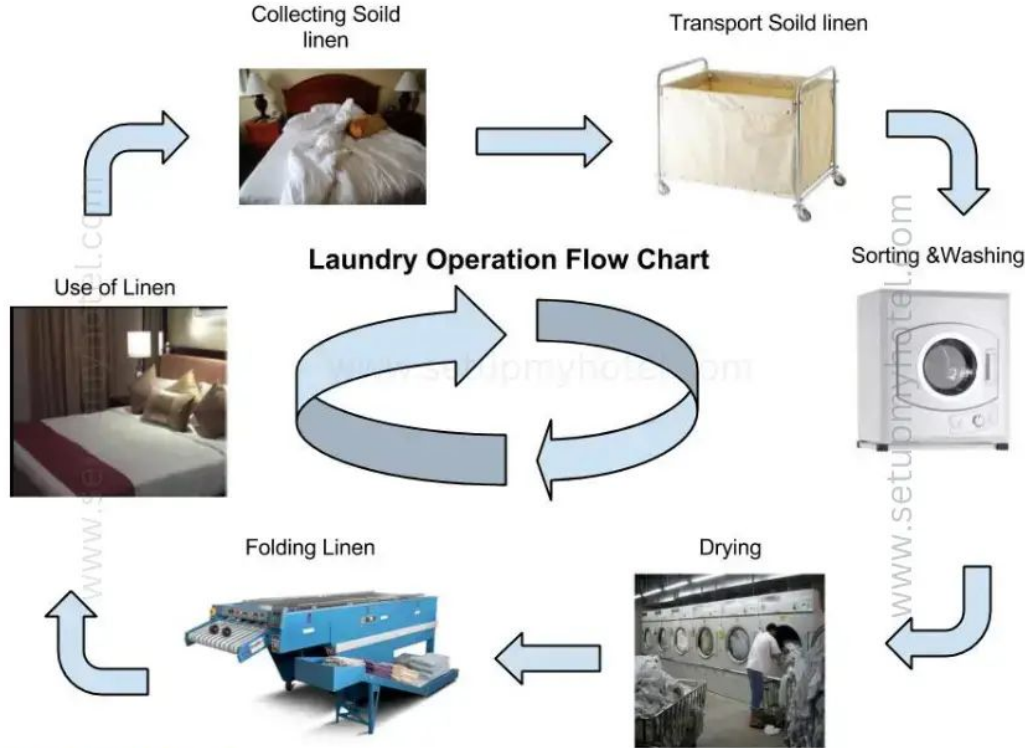 Collecting Soild
linen
Transport Soild linen
Laundry Operation Flow Chart
Sorting &Washing
Use of Linen
www.setupmyhotel.com
www.setupmyhotel.com
www.setupmyhotel.com
Folding Linen
Drying